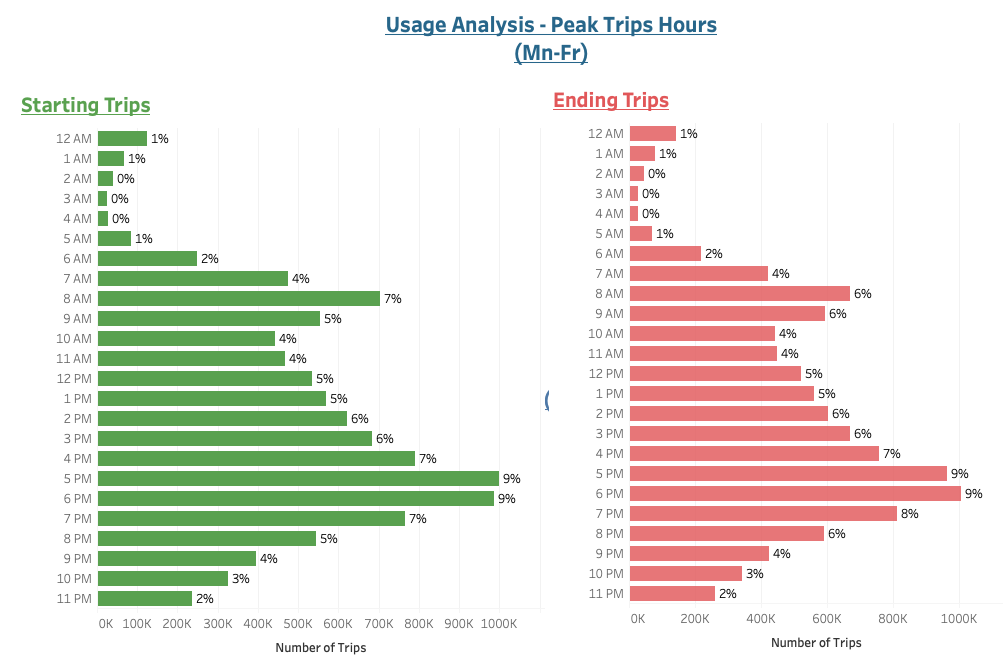 Usage Analysis - Peak Trips Hours
(Mn-Fr)
Starting Trips
12 AM 1%
1 AM 1%
2 AM 0%
3 AM 0%
4 AM 0%
5 AM 1%
6 AM 2%
7 AM 4%
8 AM 7%
9 AM 5%
10 AM 4%
11 AM 4%
12 PM 5%
1 PM 5%
2 PM 6%
3 PM 6%
4 PM 7%
5 PM 9%
6 PM 9%
7 PM 7%
8 PM 5%
9 PM 4%
10 PM 3%
11 PM 2%
0K 100K 200K 300K 400K 500K 600K 700K 800K 900K 1000K
Number of Trips
(
Ending Trips
12 AM 1%
1 AM 1%
2 AM 0%
3 AM 0%
4 AM 0%
5 AM 1%
6 AM 2%
7 AM 4%
8 AM 6%
9 AM 6%
10 AM 4%
11 AM 4%
12 PM 5%
1 PM 5%
2 PM 6%
3 PM 6%
4 PM 7%
5 PM 9%
6 PM 9%
7 PM 8%
8 PM 6%
9 PM 4%
10 PM 3%
11 PM 2%
0K 200K 400K 600K 800K 1000K
Number of Trips